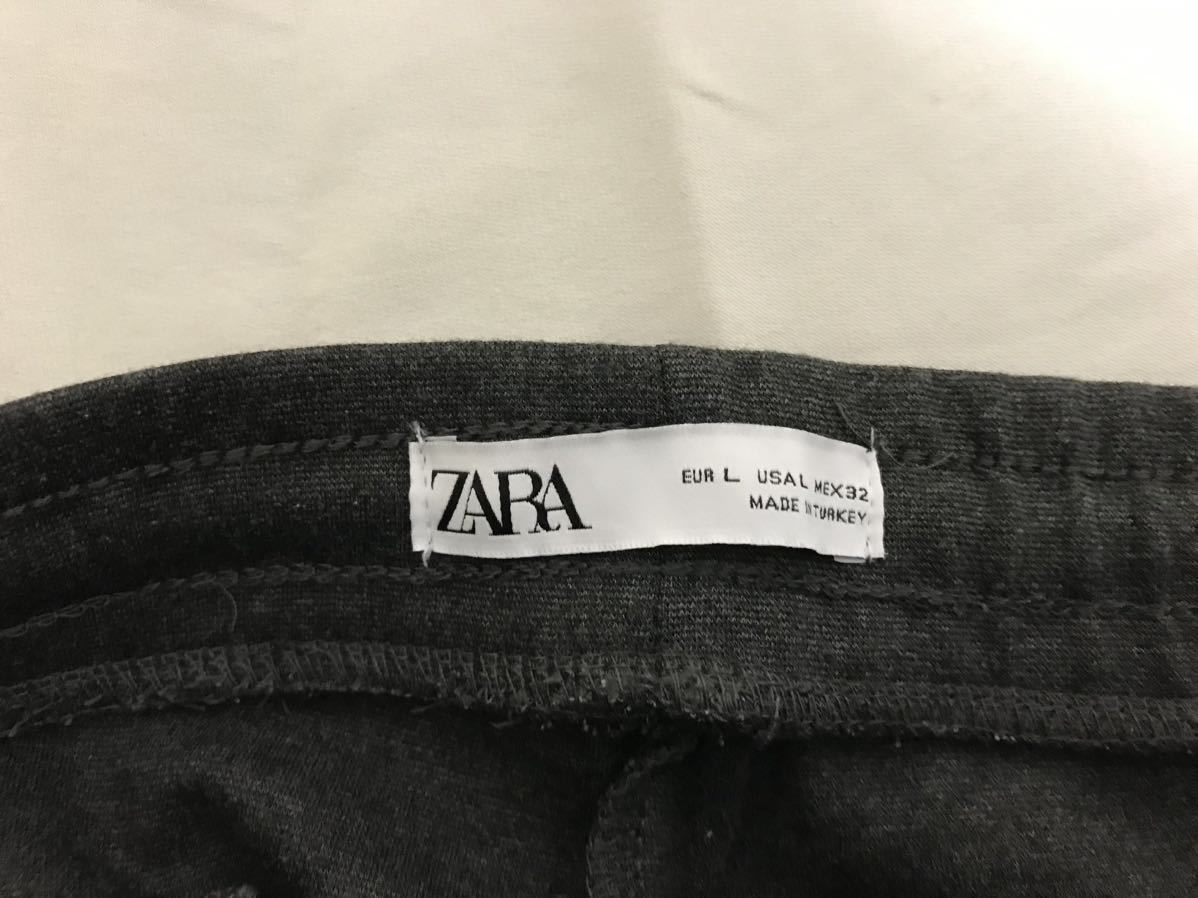 ZARA
EUR L USA L MEX 32
MADE IN TURKEY